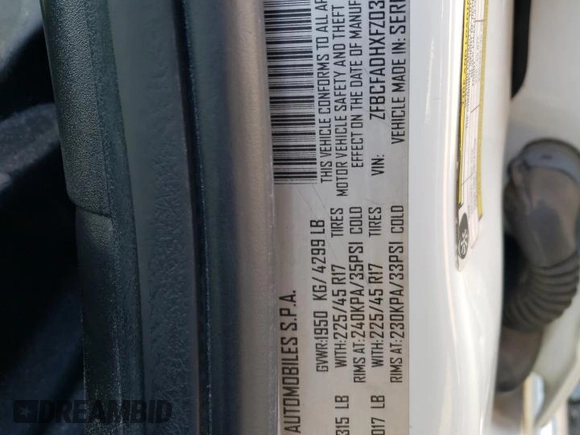 AUTOMOBILES S.P.A.
GVWR:1950 KG/ 4299 LB
315 LB WITH:225/45 R17 TIRES
RIMS AT:240KPA/35PSI COLD
017 LB WITH:225/45 R17 TIRES
RIMS AT:230KPA/33PSI COLD
THIS VEHICLE CONFORMS TO ALL
MOTOR VEHICLE SAFETY AND THEFT
EFFECT ON THE DATE OF MANUF
VIN: ZFBCFADHXFZ03
VEHICLE MADE IN: SER
DREAMBID